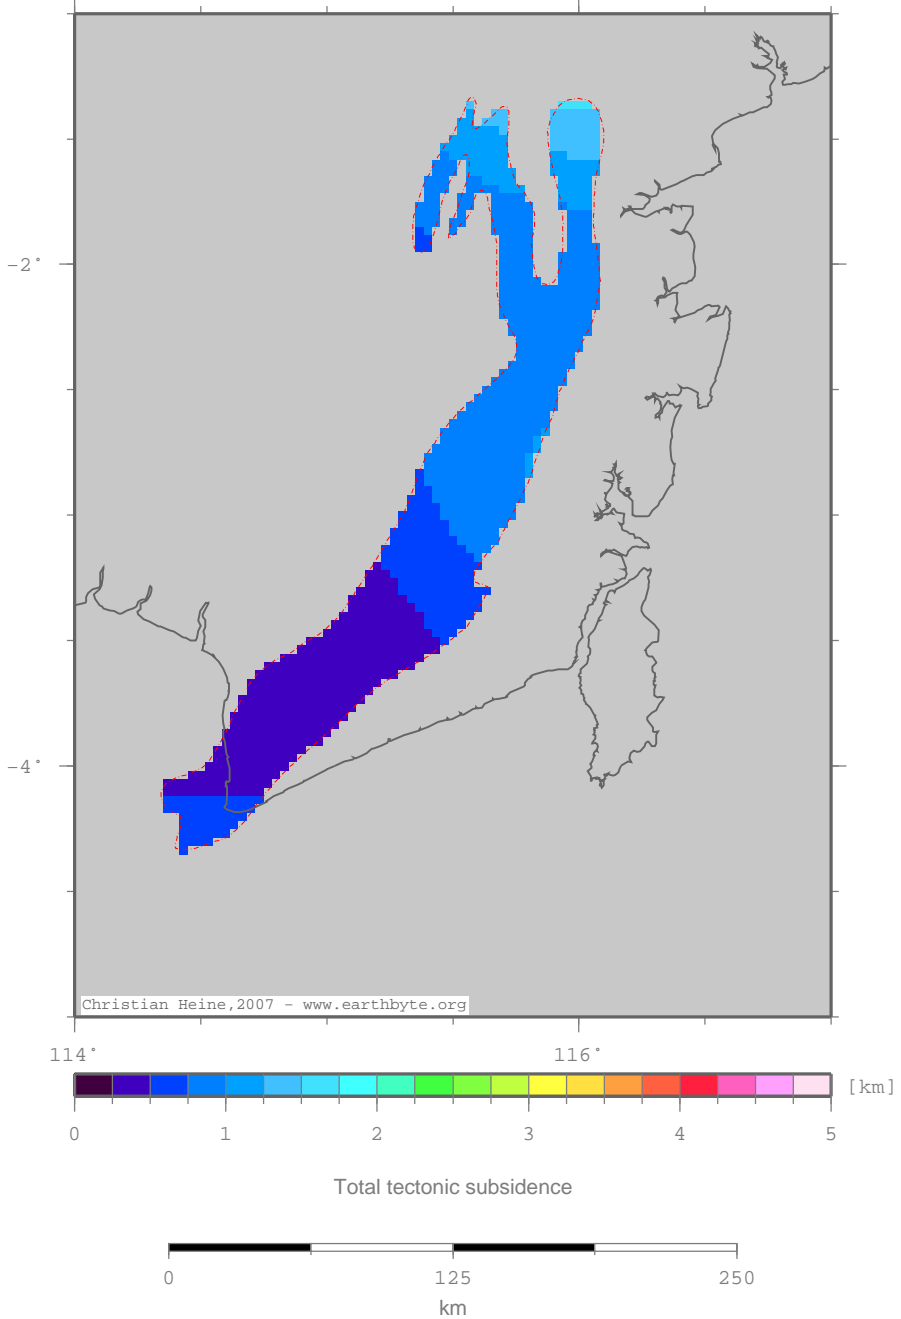 -2°
-4°
Christian Heine,2007 - www.earthbyte.org
114° 116°
[km]
0 1 2 3 4 5
Total tectonic subsidence
0 125 250
km